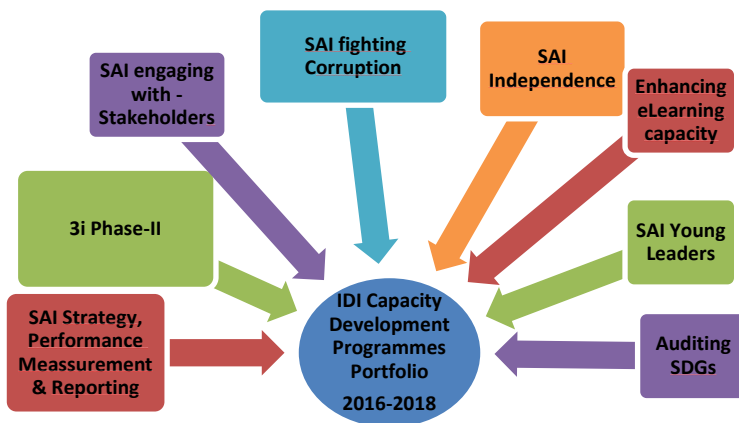 SAI fighting
Corruption
SAI
Independence
SAI engaging
with -
Stakeholders
Enhancing
eLearning
capacity
3i Phase-II
SAI Young
Leaders
IDI Capacity
Development
Programmes
Portfolio
2016-2018
SAI Strategy,
Performance
Meassurement
& Reporting
Auditing
SDGs